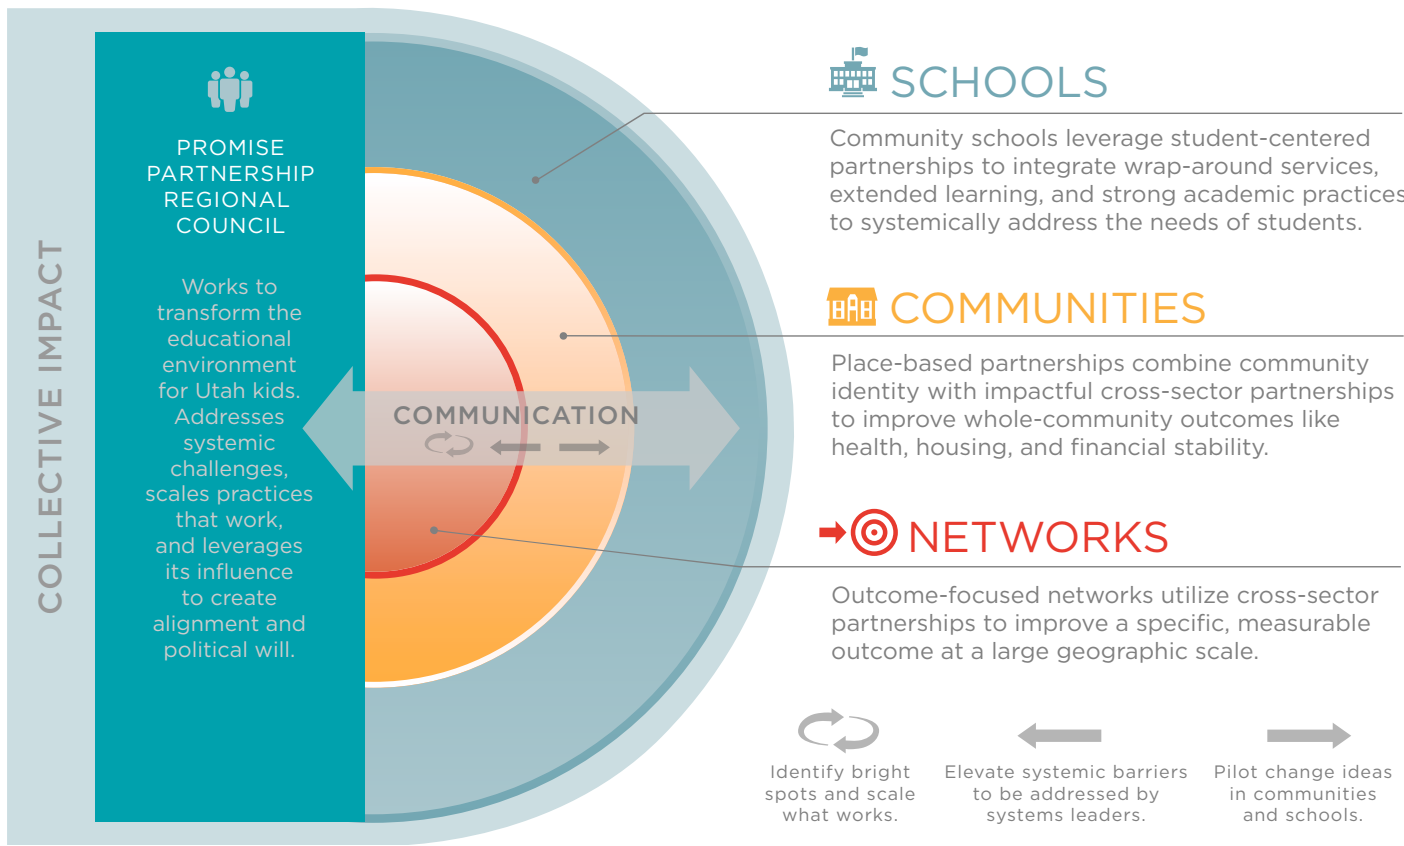 COLLECTIVE IMPACT
PROMISE
PARTNERSHIP
REGIONAL
COUNCIL
Works to
transform the
educational
environment
for Utah kids.
Addresses
systemic
challenges,
scales practices
that work,
and leverages
its influence
to create
alignment and
political will.
COMMUNICATION
SCHOOLS
Community schools leverage student-centered
partnerships to integrate wrap-around services,
extended learning, and strong academic practices
to systemically address the needs of students.
COMMUNITIES
Place-based partnerships combine community
identity with impactful cross-sector partnerships
to improve whole-community outcomes like
health, housing, and financial stability.
NETWORKS
Outcome-focused networks utilize cross-sector
partnerships to improve a specific, measurable
outcome at a large geographic scale.
Identify bright
spots and scale
what works.
Elevate systemic barriers
to be addressed by
systems leaders.
Pilot change ideas
in communities
and schools.